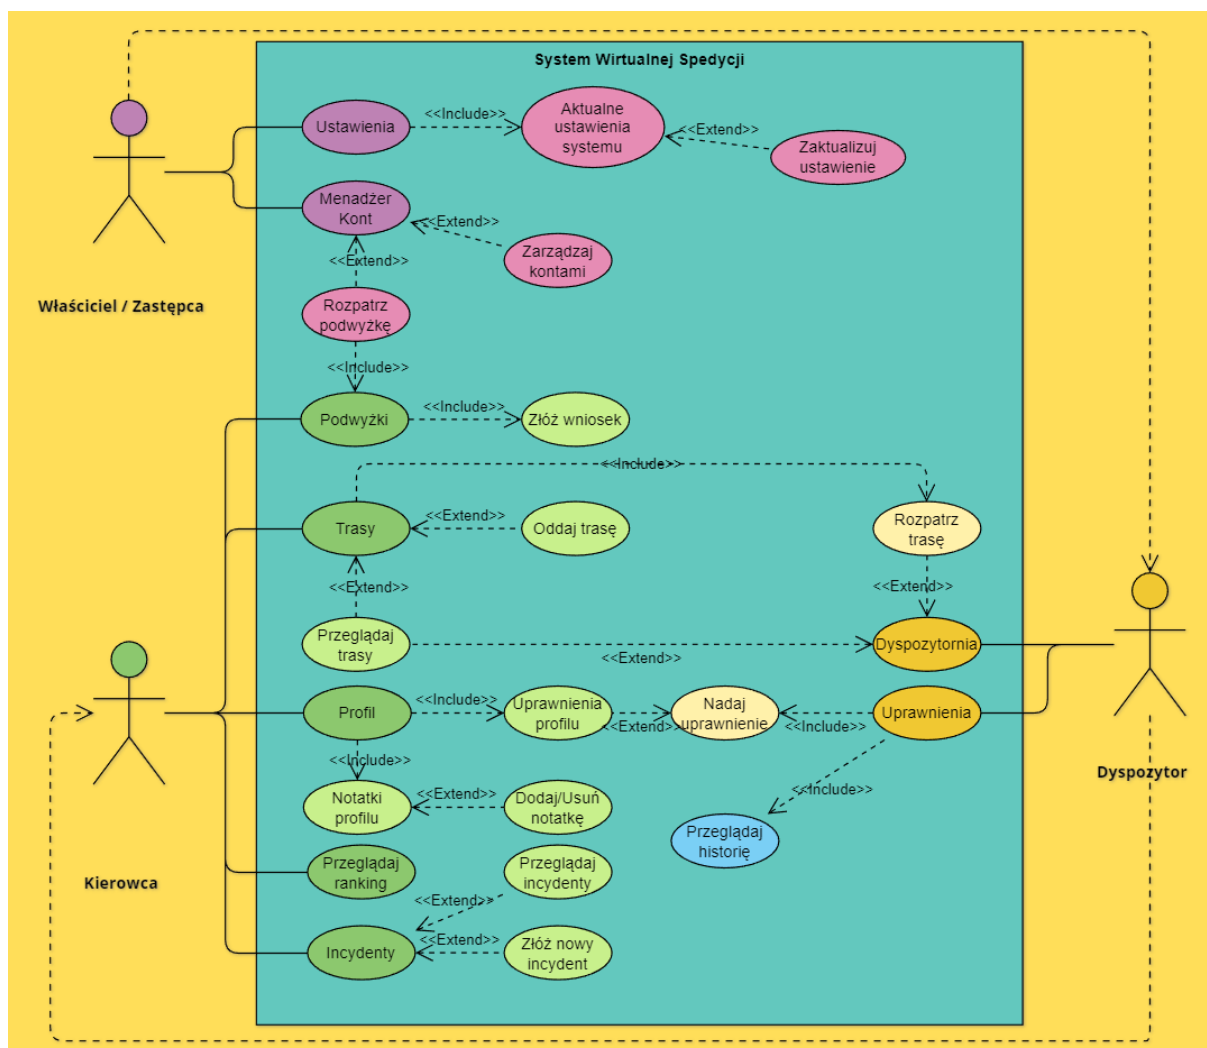 System Wirtualnej Spedycji
Ustawienia
<<Include>>
Aktualne
ustawienia
systemu
<<Extend>>
Zaktualizuj
ustawienie
Menadżer
Kont
<<Extend>>
Zarządzaj
kontami
<<Extend>>
Właściciel / Zastępca
Rozpatrz
podwyżkę
<<Include>>
Podwyżki
<<Include>>
Złóż wniosek
<<Include>>
Trasy
<<Extend>>
Oddaj trasę
Rozpatrz
trasę
<<Extend>>
<<Extend>>
Przeglądaj
trasy
<<Extend>>
Dyspozytornia
Profil
<<Include>>
Uprawnienia
profilu
<<Extend>>
Nadaj
uprawnienie
<<Include>>
Uprawnienia
Dyspozytor
<<Include>>
Notatki
profilu
<<Extend>>
Dodaj/Usuń
notatkę
<<Include>>
Przeglądaj
historię
Kierowca
Przeglądaj
ranking
Przeglądaj
incydenty
<<Extend>>
Incydenty
<<Extend>>
Złóż nowy
incydent